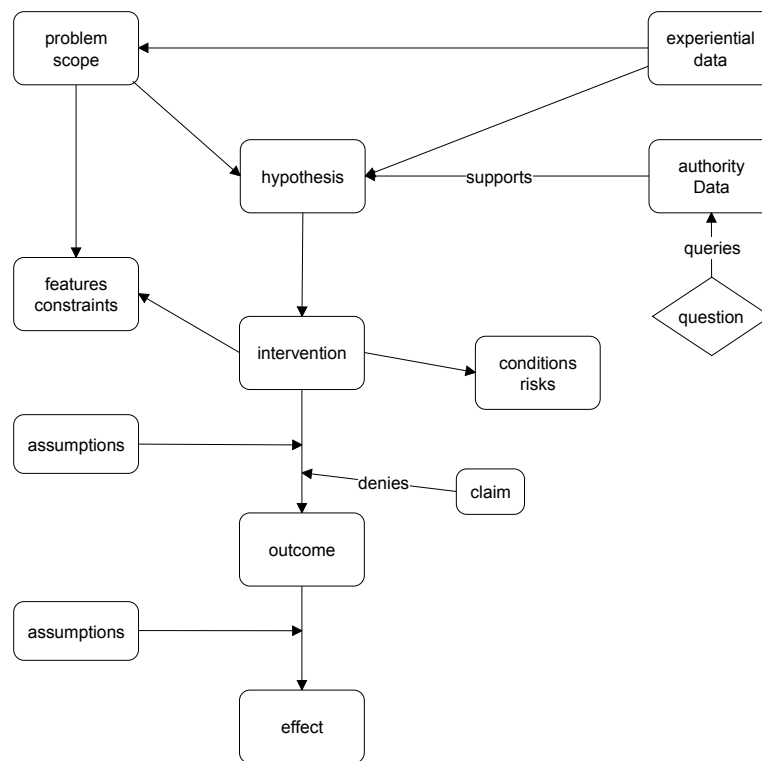 problem
scope
experiential
data
hypothesis
supports
authority
Data
queries
features
constraints
question
intervention
conditions
risks
assumptions
denies
claim
outcome
assumptions
effect